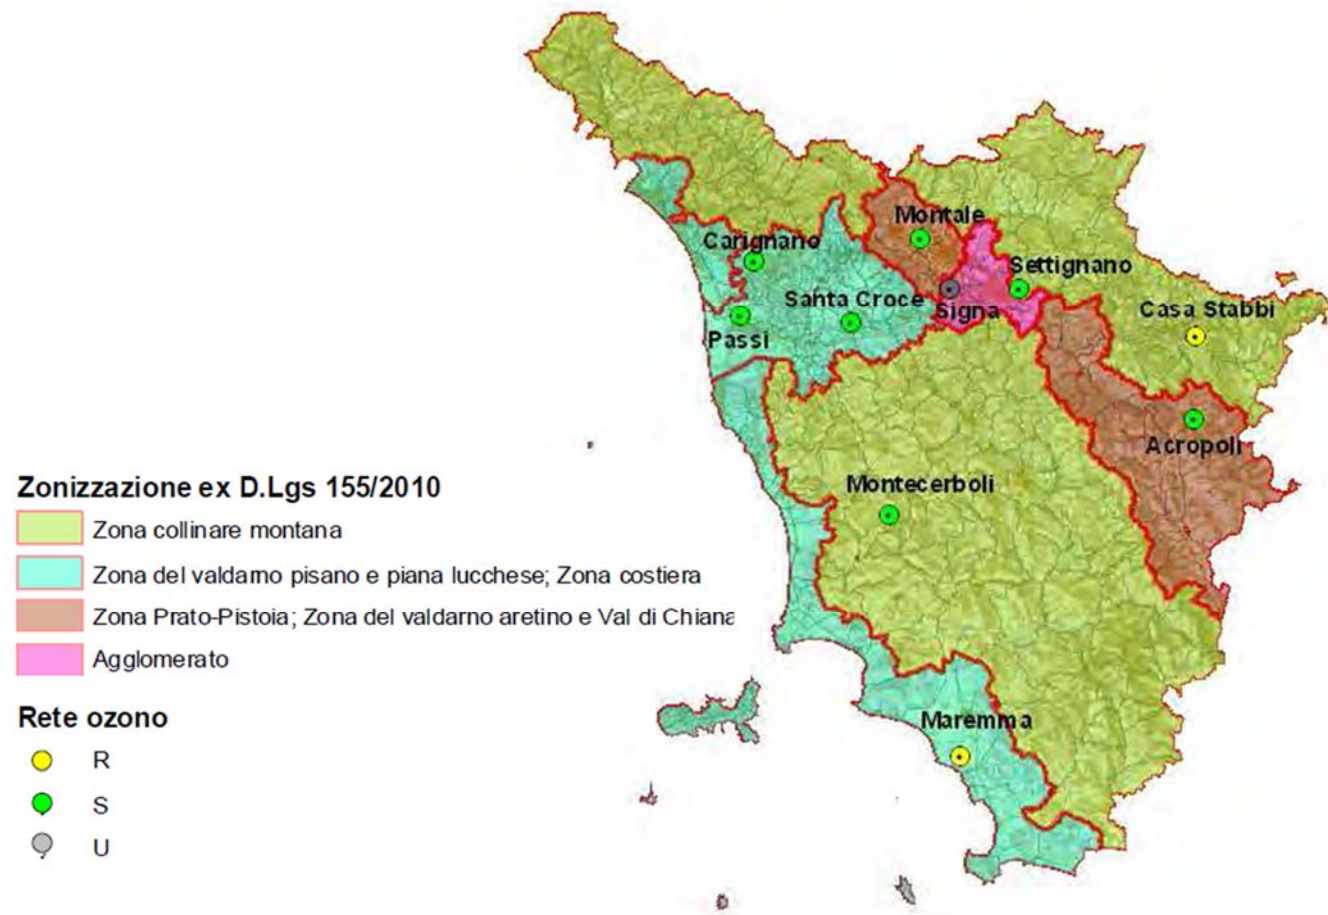 Montale
Carignano
Settignano
Santa Croce
Signa
Casa Stabbi
Passi
Acropoli
Montecerboli
Maremma
Zonizzazione ex D.Lgs 155/2010
Zona collinare montana
Zona del valdarno pisano e piana lucchese; Zona costiera
Zona Prato-Pistoia; Zona del valdarno aretino e Val di Chiana
Agglomerato
Rete ozono
R
S
U